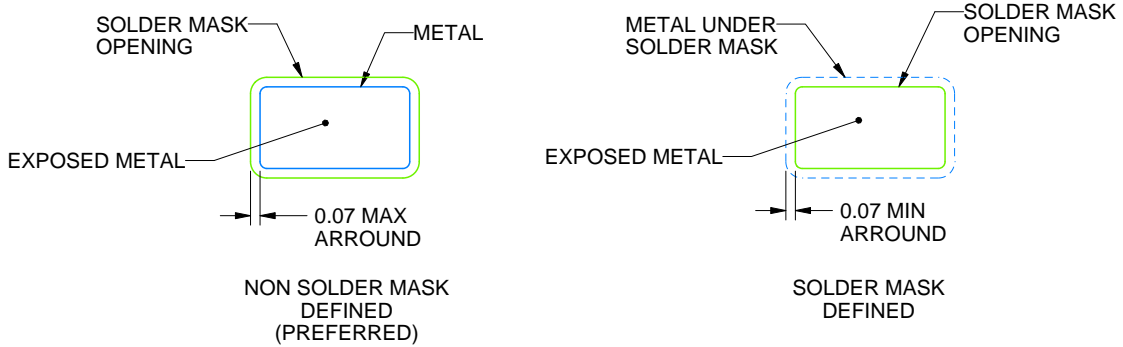 SOLDER MASK
OPENING
METAL
EXPOSED METAL
0.07 MAX
ARROUND
NON SOLDER MASK
DEFINED
(PREFERRED)
METAL UNDER
SOLDER MASK
SOLDER MASK
OPENING
EXPOSED METAL
0.07 MIN
ARROUND
SOLDER MASK
DEFINED